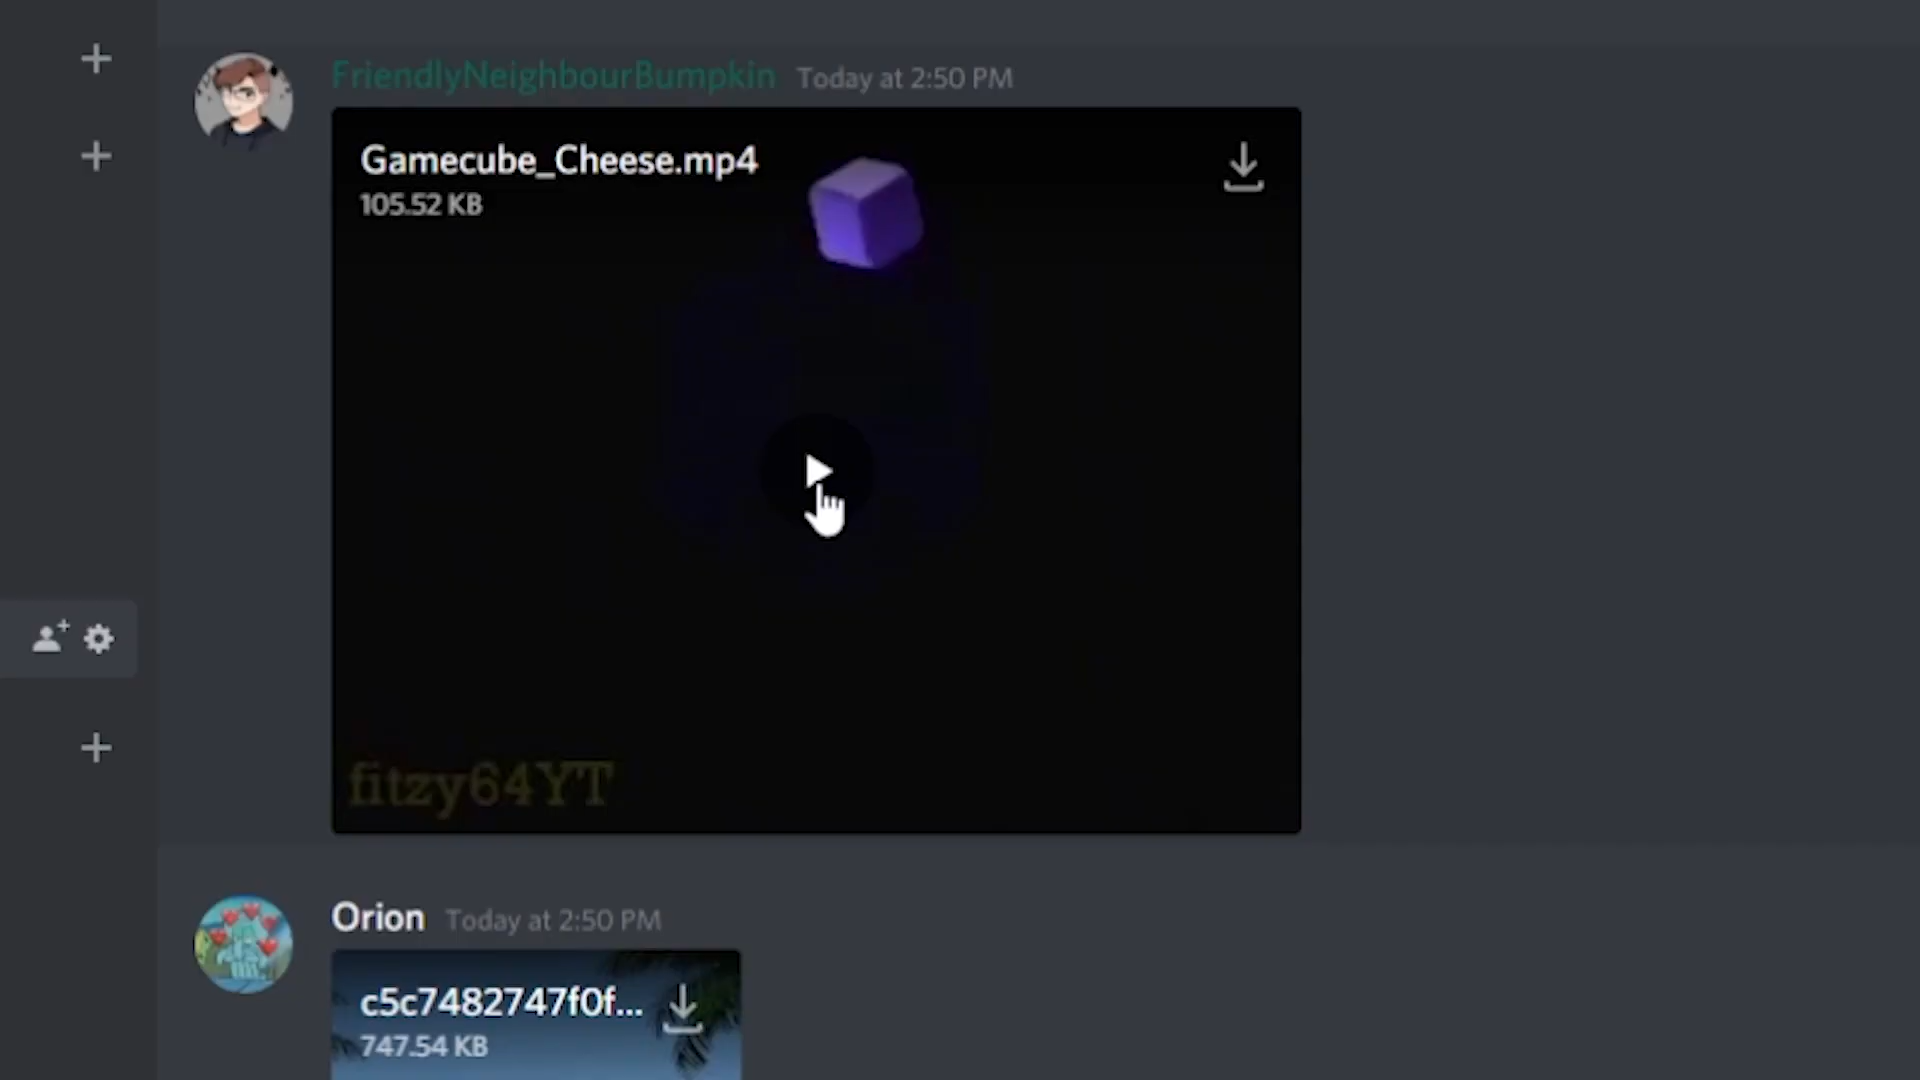 FriendlyNeighbourBumpkin Today at 2:50 PM
Gamecube_Cheese.mp4
105.52 KB
fitzy64YT
Orion Today at 2:50 PM
c5c7482747f0f...
747.54 KB